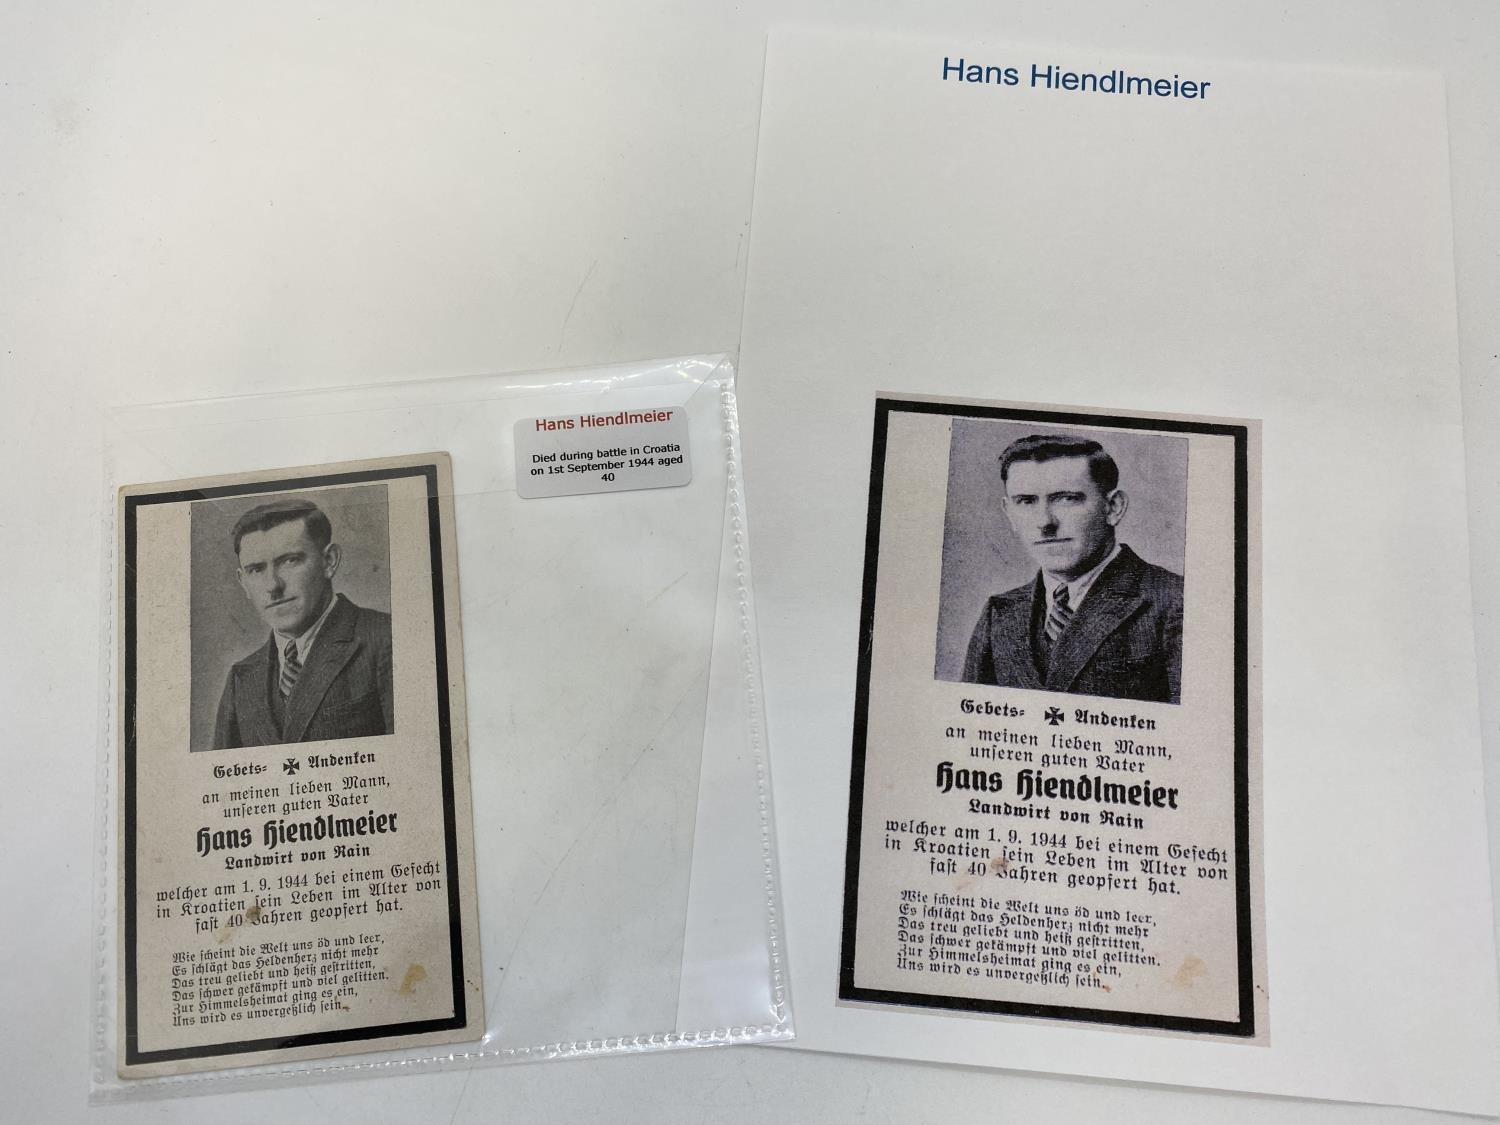 Hans Hiendlmeier
Hans Hiendlmeier
Died during battle in Croatia
on 1st September 1944 aged
40
Gebets= Andenken
an meinen lieben Mann,
unseren guten Vater
Hans Hiendlmeier
Landwirt von Rain
welcher am 1. 9. 1944 bei einem Gefecht
in Kroatien sein Leben im Alter von
fast 40 Jahren geopfert hat.
Wie scheint die Welt uns öd und leer,
Es schlägt das Heldenherz nicht mehr
Das treu geliebt und heiß gestritten,
Das schwer gekämpft und viel gelitten.
Zur Himmelsheimat ging es ein,
Uns wird es unvergeßlich sein.
Gebets= Andenken
an meinen lieben Mann,
unseren guten Vater
Hans Hiendlmeier
Landwirt von Rain
welcher am 1. 9. 1944 bei einem Gefecht
in Kroatien sein Leben im Alter von
fast 40 Jahren geopfert hat.
Wie scheint die Welt uns öd und leer,
Es schlägt das Heldenherz nicht mehr
Das treu geliebt und heiß gestritten,
Das schwer gekämpft und viel gelitten.
Zur Himmelsheimat ging es ein,
Uns wird es unvergeßlich sein.